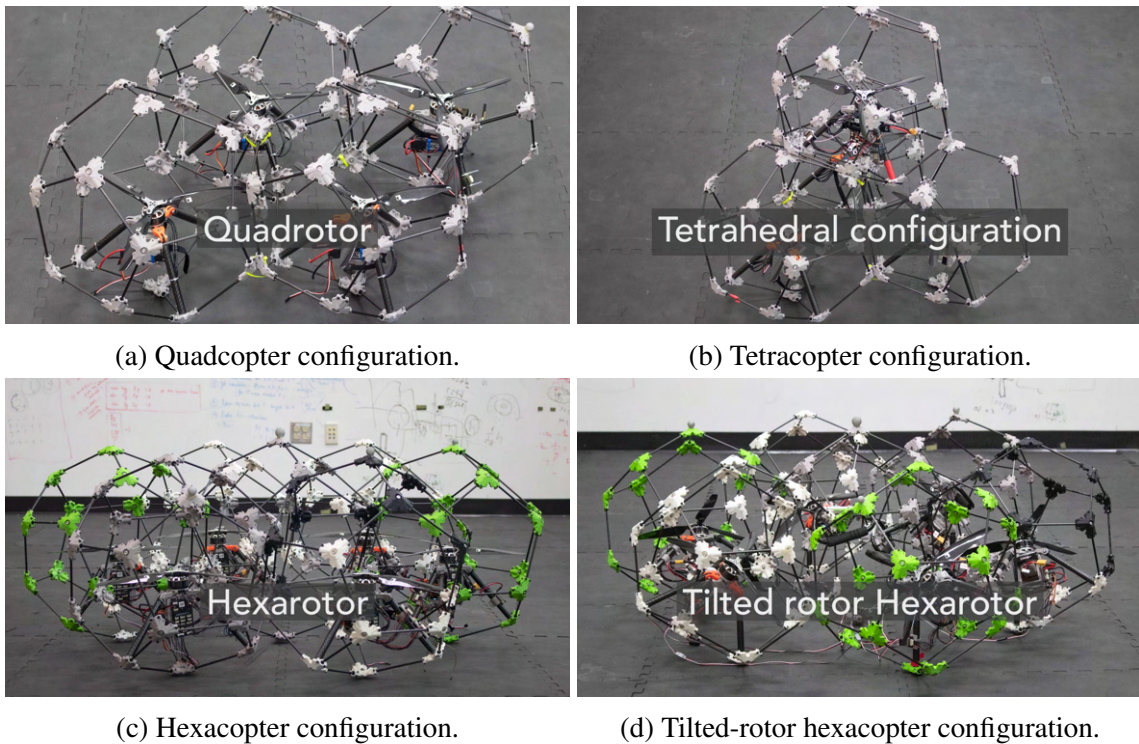 Quadrotor
Tetrahedral configuration
(a) Quadcopter configuration.
(b) Tetracopter configuration.
Hexarotor
Tilted rotor Hexarotor
(c) Hexacopter configuration.
(d) Tilted-rotor hexacopter configuration.